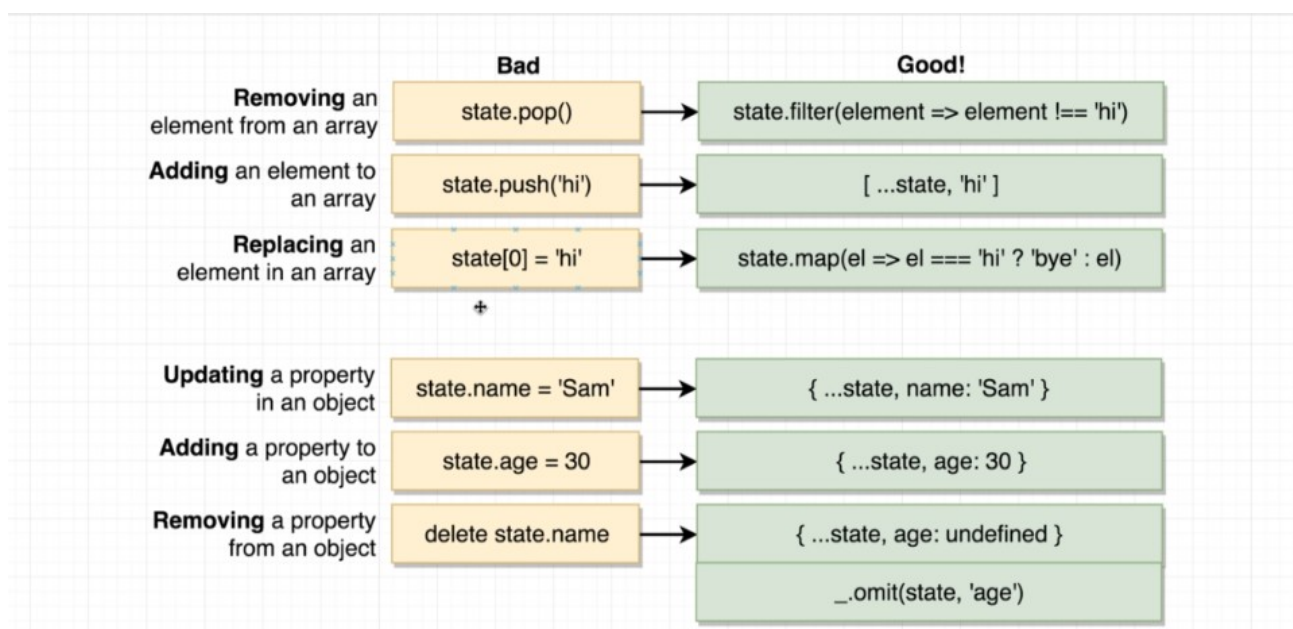 Bad
Good!
Removing an
element from an array
state.pop()
state.filter(element => element !== 'hi')
Adding an element to
an array
state.push('hi')
[ ...state, 'hi' ]
Replacing an
element in an array
state[0] = 'hi'
state.map(el => el === 'hi' ? 'bye' : el)
Updating a property
in an object
state.name = 'Sam'
{ ...state, name: 'Sam' }
Adding a property to
an object
state.age = 30
{ ...state, age: 30 }
Removing a property
from an object
delete state.name
{ ...state, age: undefined }
_.omit(state, 'age')